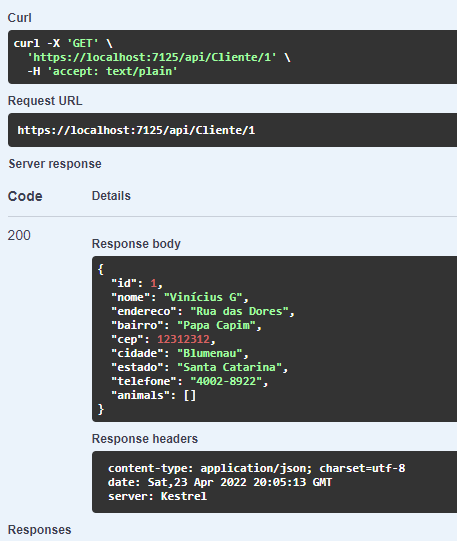 Curl
curl -X 'GET' \
'https://localhost:7125/api/Cliente/1' \
-H 'accept: text/plain'
Request URL
https://localhost:7125/api/Cliente/1
Server response
Code Details
200
Response body
{
"id": 1,
"nome": "Vinícius G",
"endereco": "Rua das Dores",
"bairro": "Papa Capim",
"cep": 12312312,
"cidade": "Blumenau",
"estado": "Santa Catarina",
"telefone": "4002-8922",
"animals": []
}
Response headers
content-type: application/json; charset=utf-8
date: Sat,23 Apr 2022 20:05:13 GMT
server: Kestrel
Responses